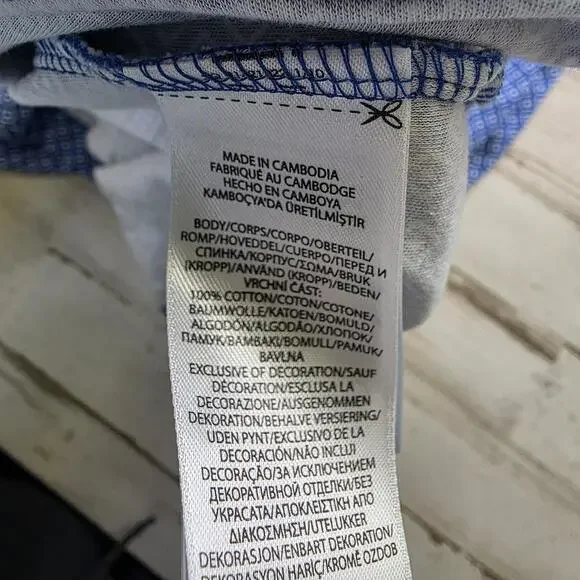 MADE IN CAMBODIA
FABRIQUÉ AU CAMBODGE
HECHO EN CAMBOYA
KAMBOÇYA'DA ÜRETİLMİŞTİR
BODY/CORPS/CORPO/OBERTEIL/
ROMP/HOVEDDEL/CUERPO/ПЕРЕД И
СПИНКА/КОРПУС/ΣΩΜΑ/BRUK
(KROPP)/ANVÄND (KROPP)/BEDEN/
VRCHNÍ ČÁST:
100% COTTON/COTON/COTONE/
BAUMWOLLE/KATOEN/BOMULD/
ALGODÓN/ALGODÃO/ХЛОПОК/
ПАМУК/ΒΑΜΒΑΚΙ/BOMULL/PAMUK/
BAVLNA
EXCLUSIVE OF DECORATION/SAUF
DÉCORATION/ESCLUSA LA
DECORAZIONE/AUSGENOMMEN
DEKORATION/BEHALVE VERSIERING/
UDEN PYNT/EXCLUSIVO DE LA
DECORACIÓN/NÃO INCLUI
DECORAÇÃO/ЗА ИСКЛЮЧЕНИЕМ
ДЕКОРАТИВНОЙ ОТДЕЛКИ/БЕЗ
УКРАСАТА/ΑΠΟΚΛΕΙΣΤΙΚΗ ΑΠΟ
ΔΙΑΚΟΣΜΗΣΗ/UTELUKKER
DEKORASJON/ENBART DEKORATION/
DEKORASYON HARİÇ/KROMĚ OZDOB